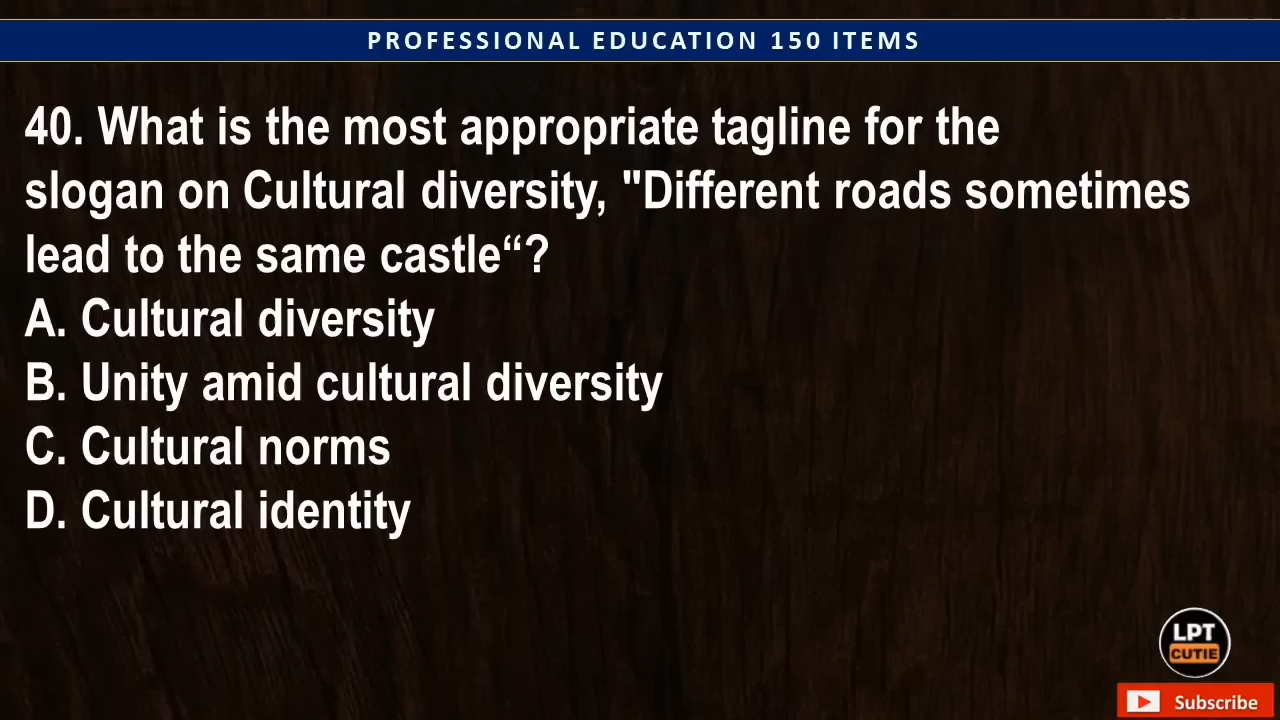 PROFESSIONAL EDUCATION 150 ITEMS
40. What is the most appropriate tagline for the
slogan on Cultural diversity, "Different roads sometimes
lead to the same castle“?
A. Cultural diversity
B. Unity amid cultural diversity
C. Cultural norms
D. Cultural identity
LPT
CUTIE
Subscribe